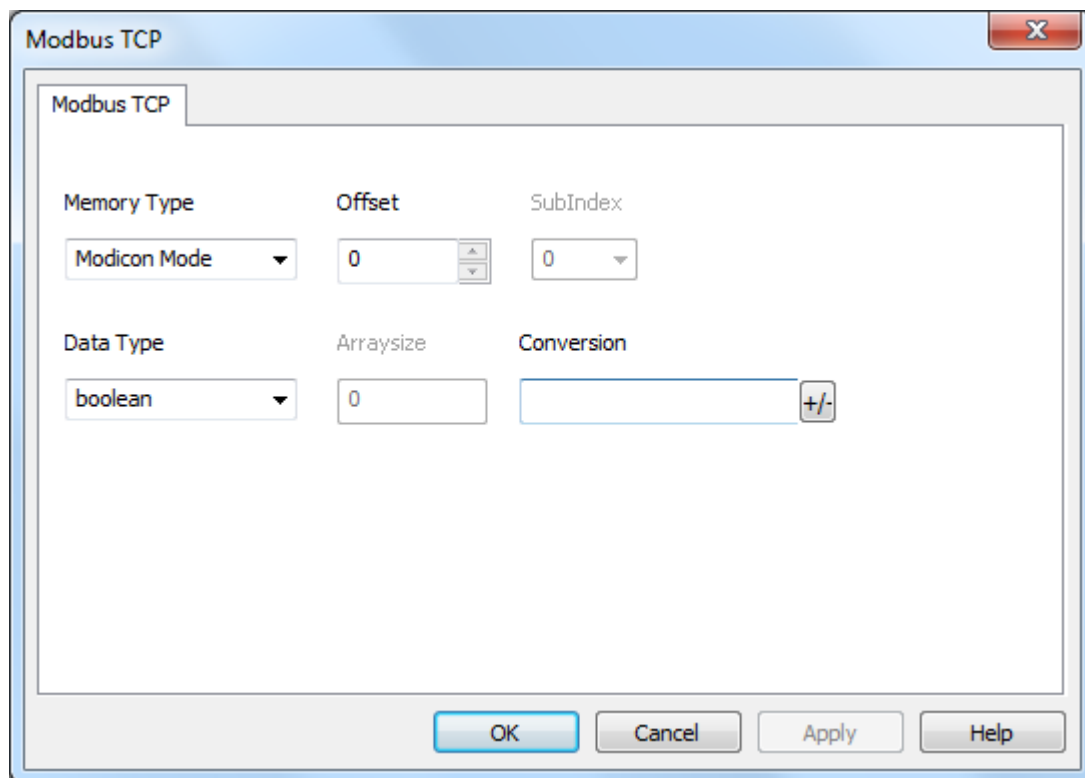 Modbus TCP
Modbus TCP
Memory Type Offset SubIndex
Modicon Mode 0 0
Data Type Arraysize Conversion
boolean 0 +/-
OK Cancel Apply Help